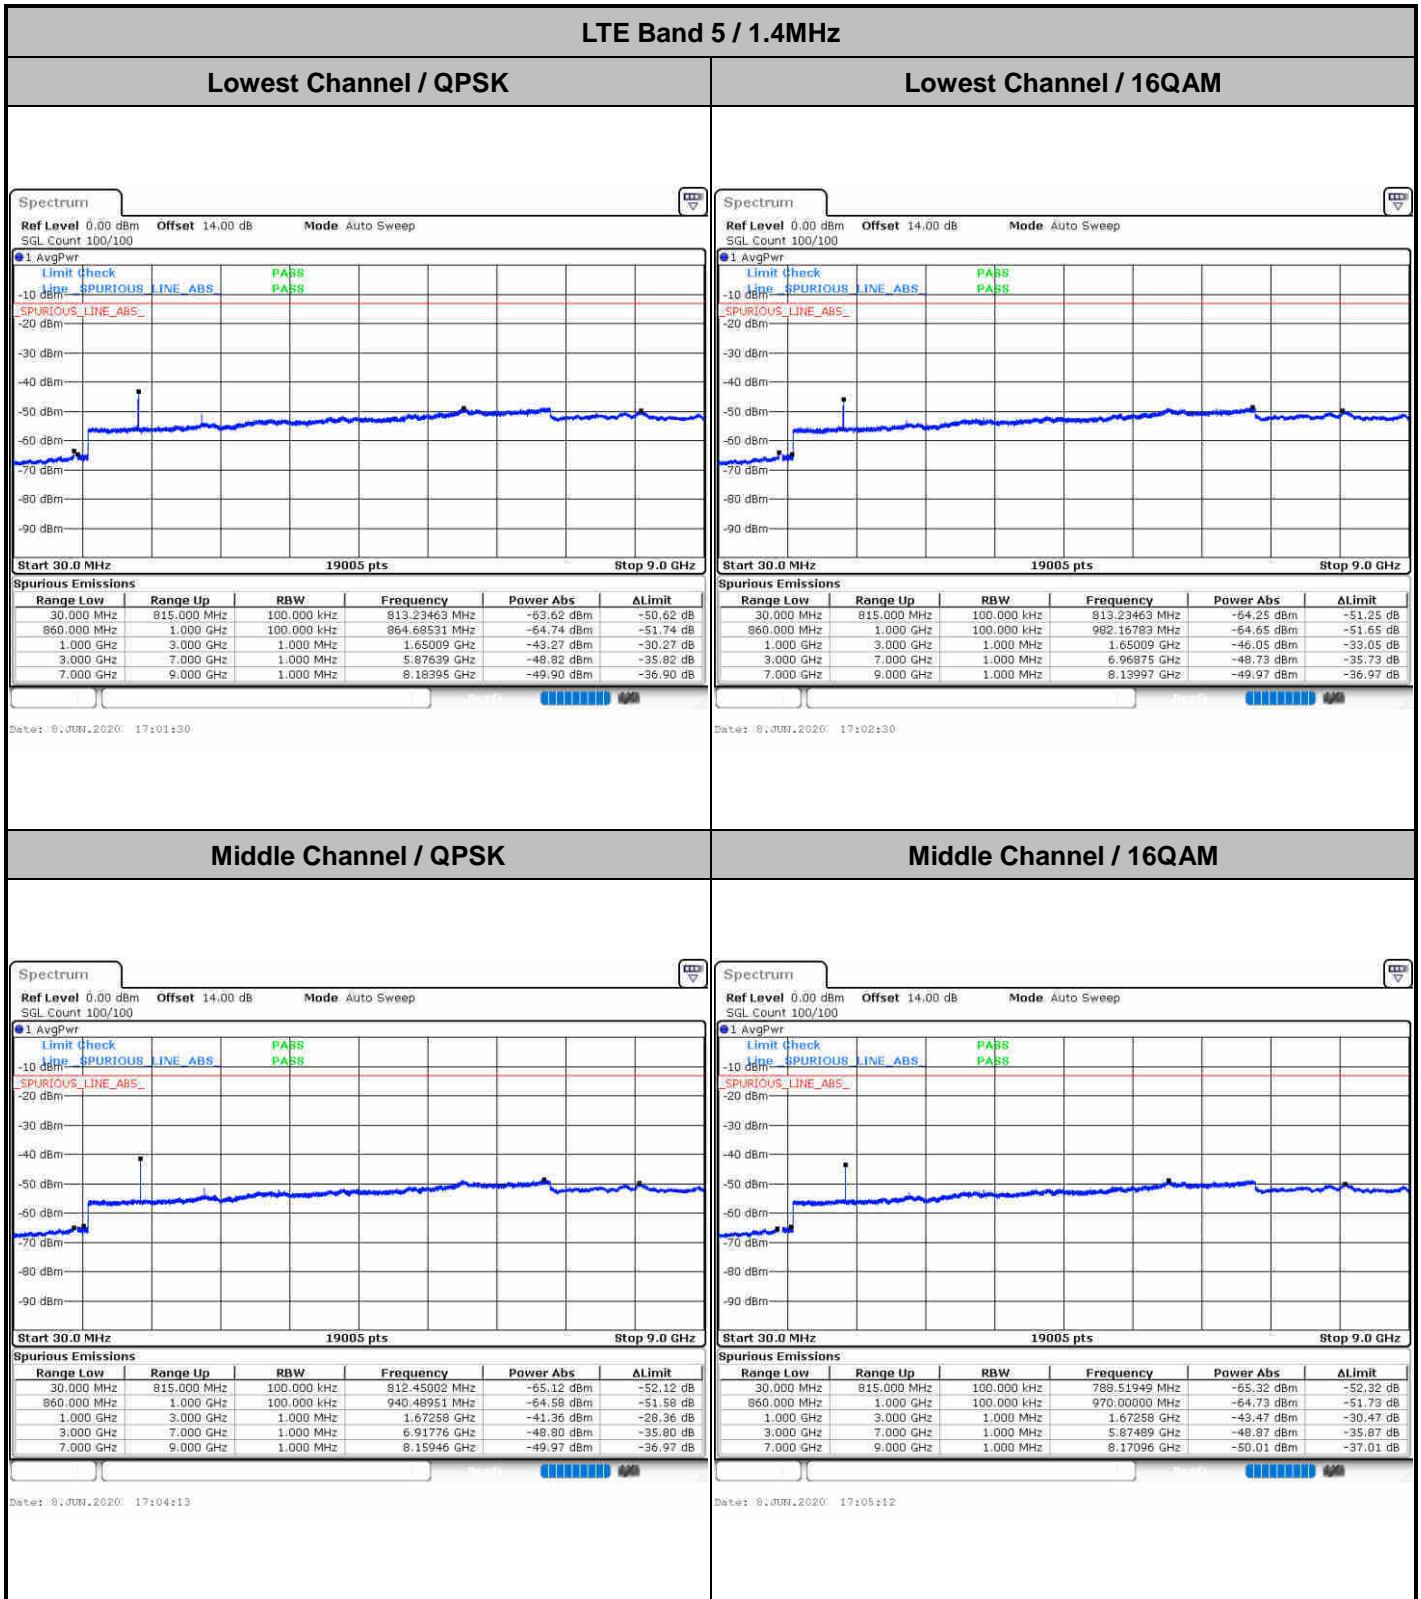 LTE Band 5 / 1.4MHz
Lowest Channel / QPSK
Lowest Channel / 16QAM
Spectrum
Ref Level 0.00 dBm Offset 14.00 dB Mode Auto Sweep
SGL Count 100/100
1 AvgPwr
Limit Check PASS
Line _SPURIOUS_LINE_ABS_ PASS
-10 dBm
_SPURIOUS_LINE_ABS_
-20 dBm
-30 dBm
-40 dBm
-50 dBm
-60 dBm
-70 dBm
-80 dBm
-90 dBm
Start 30.0 MHz 19005 pts Stop 9.0 GHz
Spurious Emissions
Range Low Range Up RBW Frequency Power Abs ΔLimit
30.000 MHz 815.000 MHz 100.000 kHz 813.23463 MHz -63.62 dBm -50.62 dB
860.000 MHz 1.000 GHz 100.000 kHz 864.68531 MHz -64.74 dBm -51.74 dB
1.000 GHz 3.000 GHz 1.000 MHz 1.65009 GHz -43.27 dBm -30.27 dB
3.000 GHz 7.000 GHz 1.000 MHz 5.87639 GHz -48.82 dBm -35.82 dB
7.000 GHz 9.000 GHz 1.000 MHz 8.18395 GHz -49.90 dBm -36.90 dB
Date: 8.JUN.2020 17:01:30
Spectrum
Ref Level 0.00 dBm Offset 14.00 dB Mode Auto Sweep
SGL Count 100/100
1 AvgPwr
Limit Check PASS
Line _SPURIOUS_LINE_ABS_ PASS
-10 dBm
_SPURIOUS_LINE_ABS_
-20 dBm
-30 dBm
-40 dBm
-50 dBm
-60 dBm
-70 dBm
-80 dBm
-90 dBm
Start 30.0 MHz 19005 pts Stop 9.0 GHz
Spurious Emissions
Range Low Range Up RBW Frequency Power Abs ΔLimit
30.000 MHz 815.000 MHz 100.000 kHz 813.23463 MHz -64.25 dBm -51.25 dB
860.000 MHz 1.000 GHz 100.000 kHz 982.16783 MHz -64.65 dBm -51.65 dB
1.000 GHz 3.000 GHz 1.000 MHz 1.65009 GHz -46.05 dBm -33.05 dB
3.000 GHz 7.000 GHz 1.000 MHz 6.96875 GHz -48.73 dBm -35.73 dB
7.000 GHz 9.000 GHz 1.000 MHz 8.13997 GHz -49.97 dBm -36.97 dB
Date: 8.JUN.2020 17:02:30
Middle Channel / QPSK
Middle Channel / 16QAM
Spectrum
Ref Level 0.00 dBm Offset 14.00 dB Mode Auto Sweep
SGL Count 100/100
1 AvgPwr
Limit Check PASS
Line _SPURIOUS_LINE_ABS_ PASS
-10 dBm
_SPURIOUS_LINE_ABS_
-20 dBm
-30 dBm
-40 dBm
-50 dBm
-60 dBm
-70 dBm
-80 dBm
-90 dBm
Start 30.0 MHz 19005 pts Stop 9.0 GHz
Spurious Emissions
Range Low Range Up RBW Frequency Power Abs ΔLimit
30.000 MHz 815.000 MHz 100.000 kHz 812.45002 MHz -65.12 dBm -52.12 dB
860.000 MHz 1.000 GHz 100.000 kHz 940.48951 MHz -64.58 dBm -51.58 dB
1.000 GHz 3.000 GHz 1.000 MHz 1.67258 GHz -41.36 dBm -28.36 dB
3.000 GHz 7.000 GHz 1.000 MHz 6.91776 GHz -48.80 dBm -35.80 dB
7.000 GHz 9.000 GHz 1.000 MHz 8.15946 GHz -49.97 dBm -36.97 dB
Date: 8.JUN.2020 17:04:13
Spectrum
Ref Level 0.00 dBm Offset 14.00 dB Mode Auto Sweep
SGL Count 100/100
1 AvgPwr
Limit Check PASS
Line _SPURIOUS_LINE_ABS_ PASS
-10 dBm
_SPURIOUS_LINE_ABS_
-20 dBm
-30 dBm
-40 dBm
-50 dBm
-60 dBm
-70 dBm
-80 dBm
-90 dBm
Start 30.0 MHz 19005 pts Stop 9.0 GHz
Spurious Emissions
Range Low Range Up RBW Frequency Power Abs ΔLimit
30.000 MHz 815.000 MHz 100.000 kHz 788.51949 MHz -65.32 dBm -52.32 dB
860.000 MHz 1.000 GHz 100.000 kHz 970.00000 MHz -64.73 dBm -51.73 dB
1.000 GHz 3.000 GHz 1.000 MHz 1.67258 GHz -43.47 dBm -30.47 dB
3.000 GHz 7.000 GHz 1.000 MHz 5.87489 GHz -48.87 dBm -35.87 dB
7.000 GHz 9.000 GHz 1.000 MHz 8.17096 GHz -50.01 dBm -37.01 dB
Date: 8.JUN.2020 17:05:12